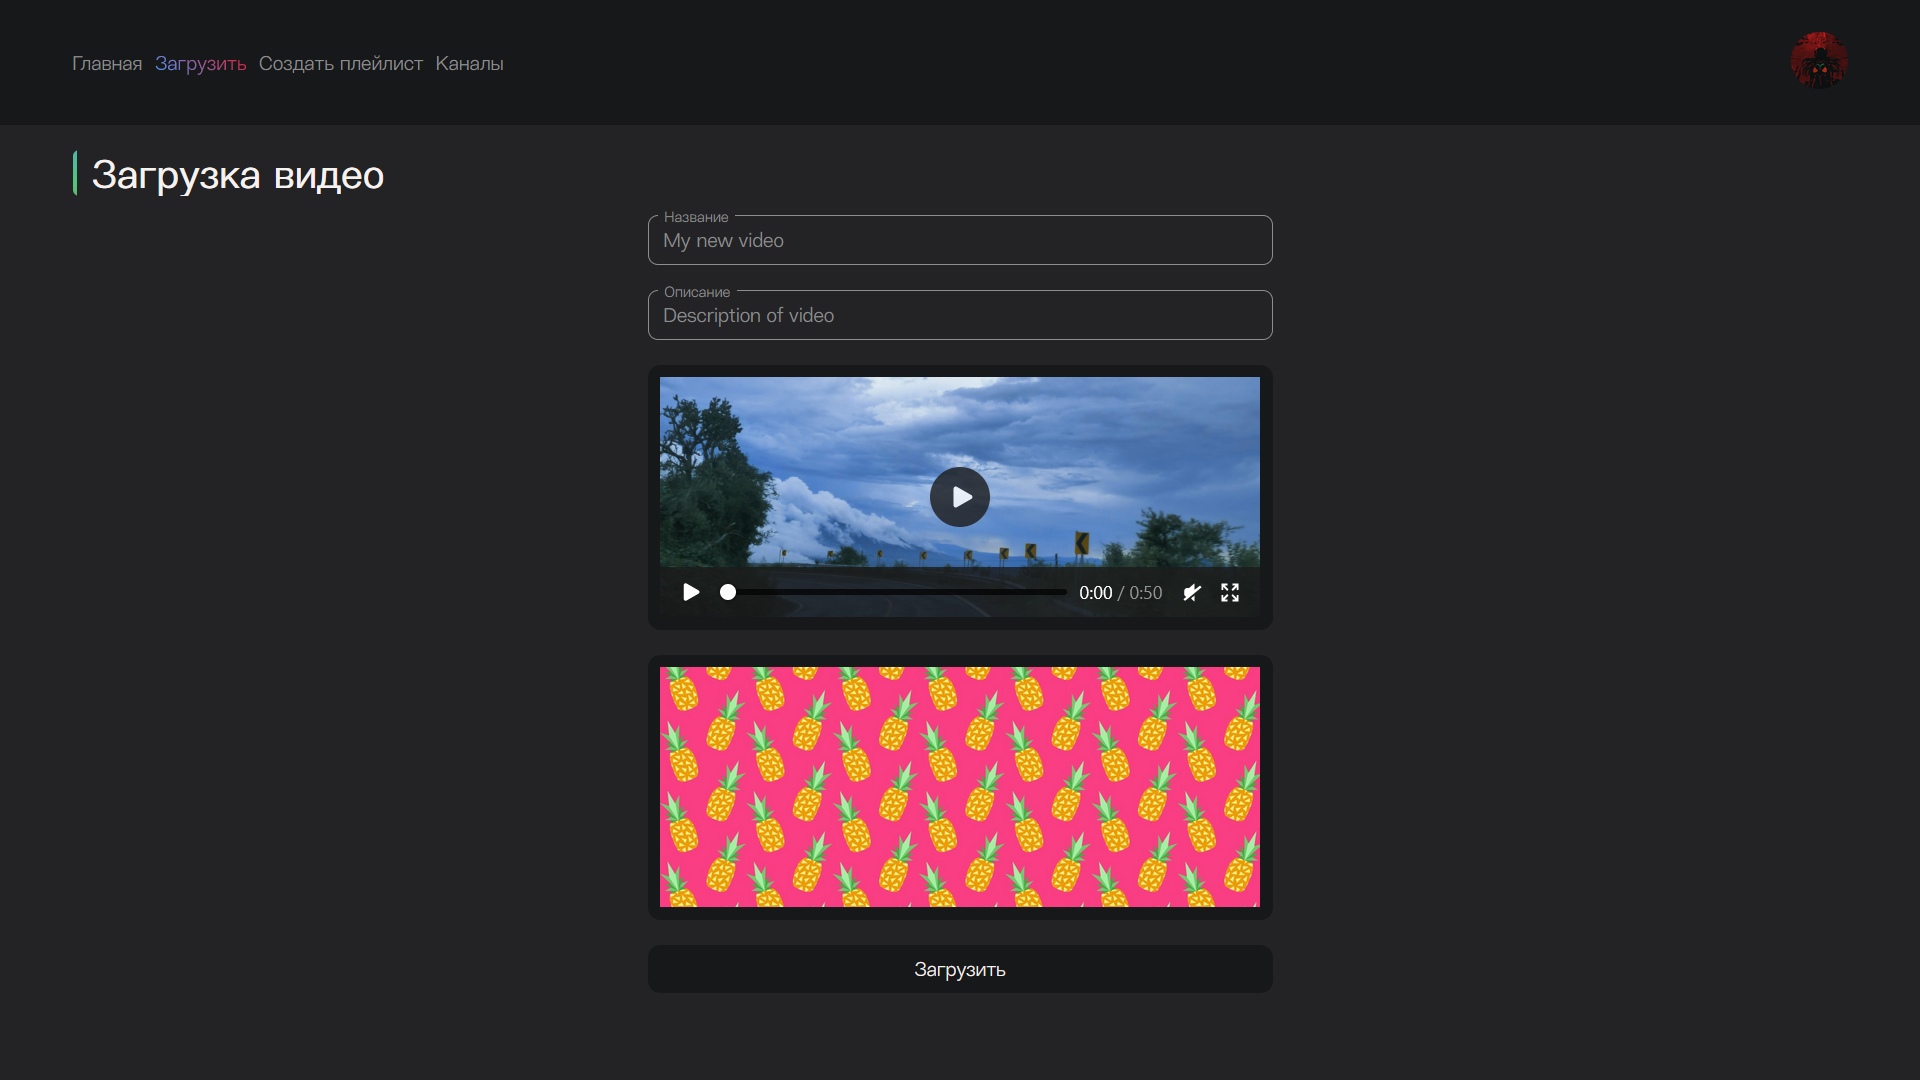 Главная Загрузить Создать плейлист Каналы
Загрузка видео
Название
My new video
Описание
Description of video
0:00 / 0:50
Загрузить